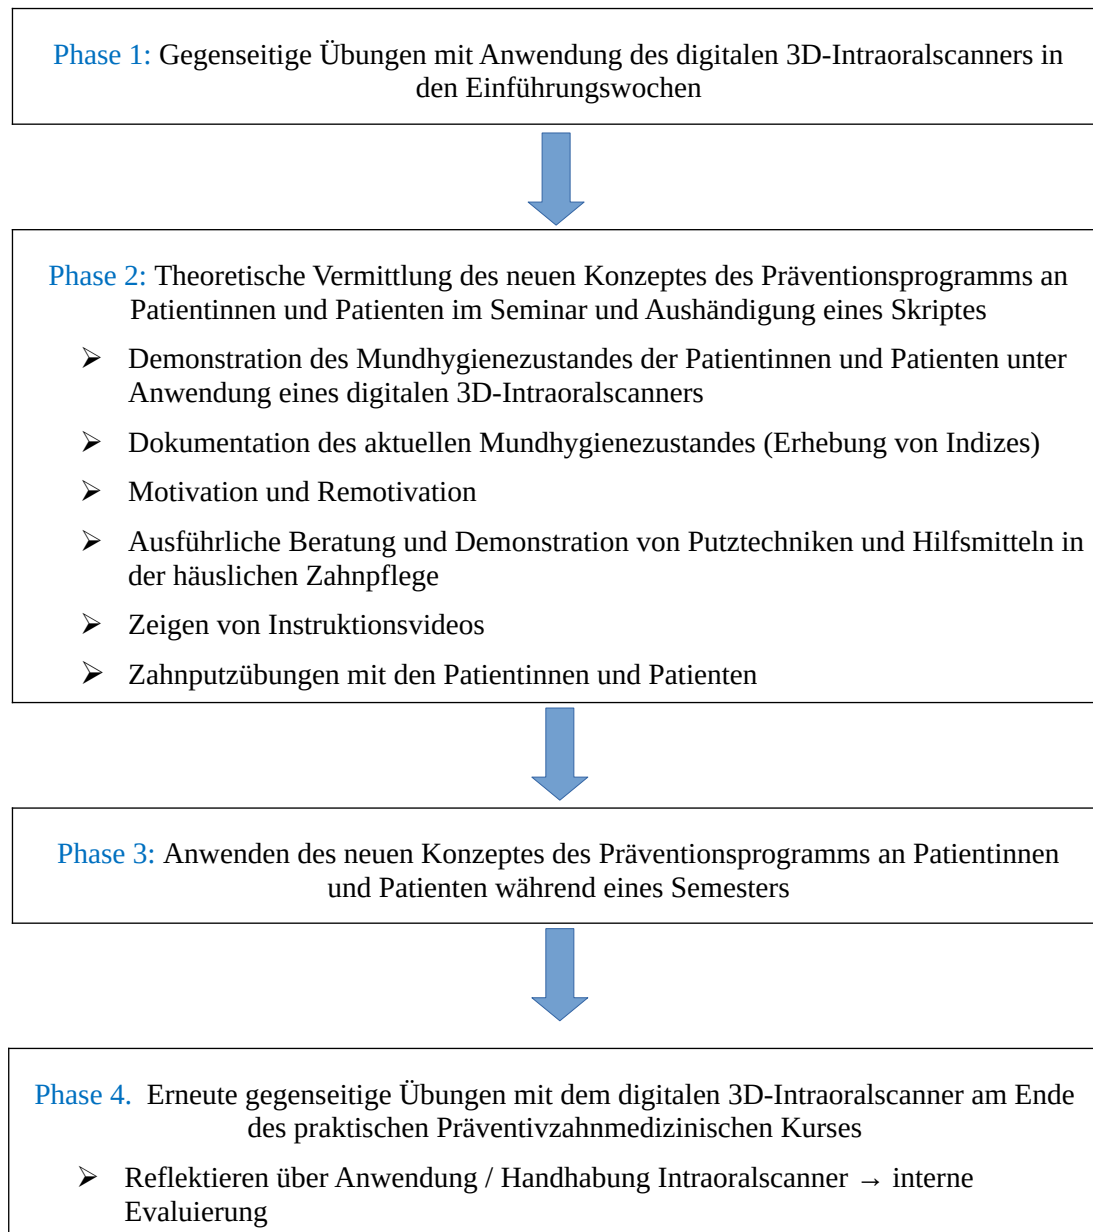 Phase 1: Gegenseitige Übungen mit Anwendung des digitalen 3D-Intraoralscanners in
den Einführungswochen
Phase 2: Theoretische Vermittlung des neuen Konzeptes des Präventionsprogramms an
Patientinnen und Patienten im Seminar und Aushändigung eines Skriptes
➢ Demonstration des Mundhygienezustandes der Patientinnen und Patienten unter
Anwendung eines digitalen 3D-Intraoralscanners
➢ Dokumentation des aktuellen Mundhygienezustandes (Erhebung von Indizes)
➢ Motivation und Remotivation
➢ Ausführliche Beratung und Demonstration von Putztechniken und Hilfsmitteln in
der häuslichen Zahnpflege
➢ Zeigen von Instruktionsvideos
➢ Zahnputzübungen mit den Patientinnen und Patienten
Phase 3: Anwenden des neuen Konzeptes des Präventionsprogramms an Patientinnen
und Patienten während eines Semesters
Phase 4. Erneute gegenseitige Übungen mit dem digitalen 3D-Intraoralscanner am Ende
des praktischen Präventivzahnmedizinischen Kurses
➢ Reflektieren über Anwendung / Handhabung Intraoralscanner → interne
Evaluierung